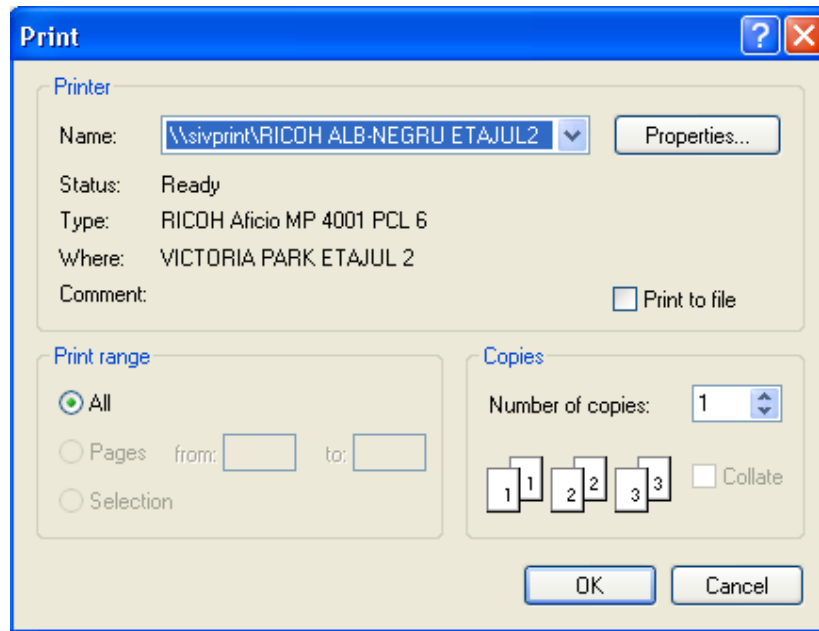 Print
Printer
Name: \\sivprint\RICOH ALB-NEGRU ETAJUL2 Properties...
Status: Ready
Type: RICOH Aficio MP 4001 PCL 6
Where: VICTORIA PARK ETAJUL 2
Comment: Print to file
Print range
All
Pages from: to:
Selection
Copies
Number of copies: 1
1 1 2 2 3 3 Collate
OK Cancel